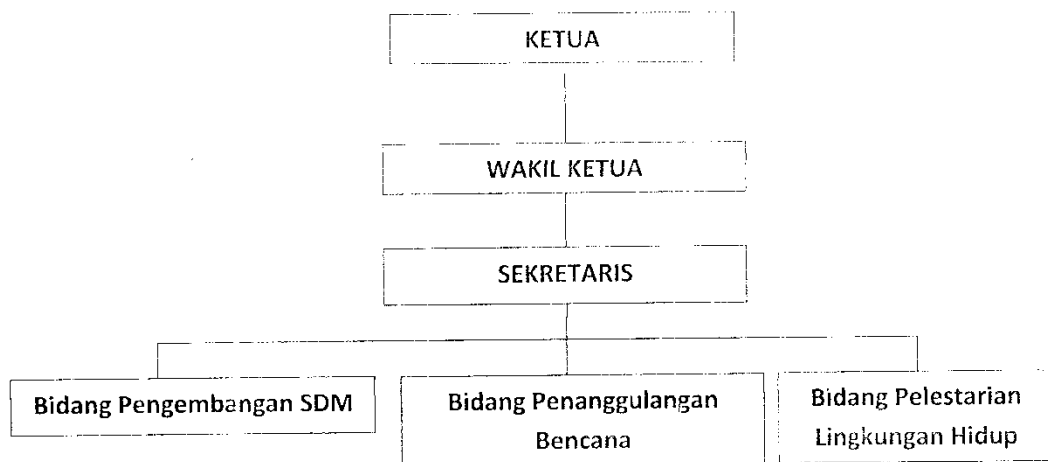 KETUA
WAKIL KETUA
SEKRETARIS
Bidang Pengembangan SDM
Bidang Penanggulangan
Bencana
Bidang Pelestarian
Lingkungan Hidup